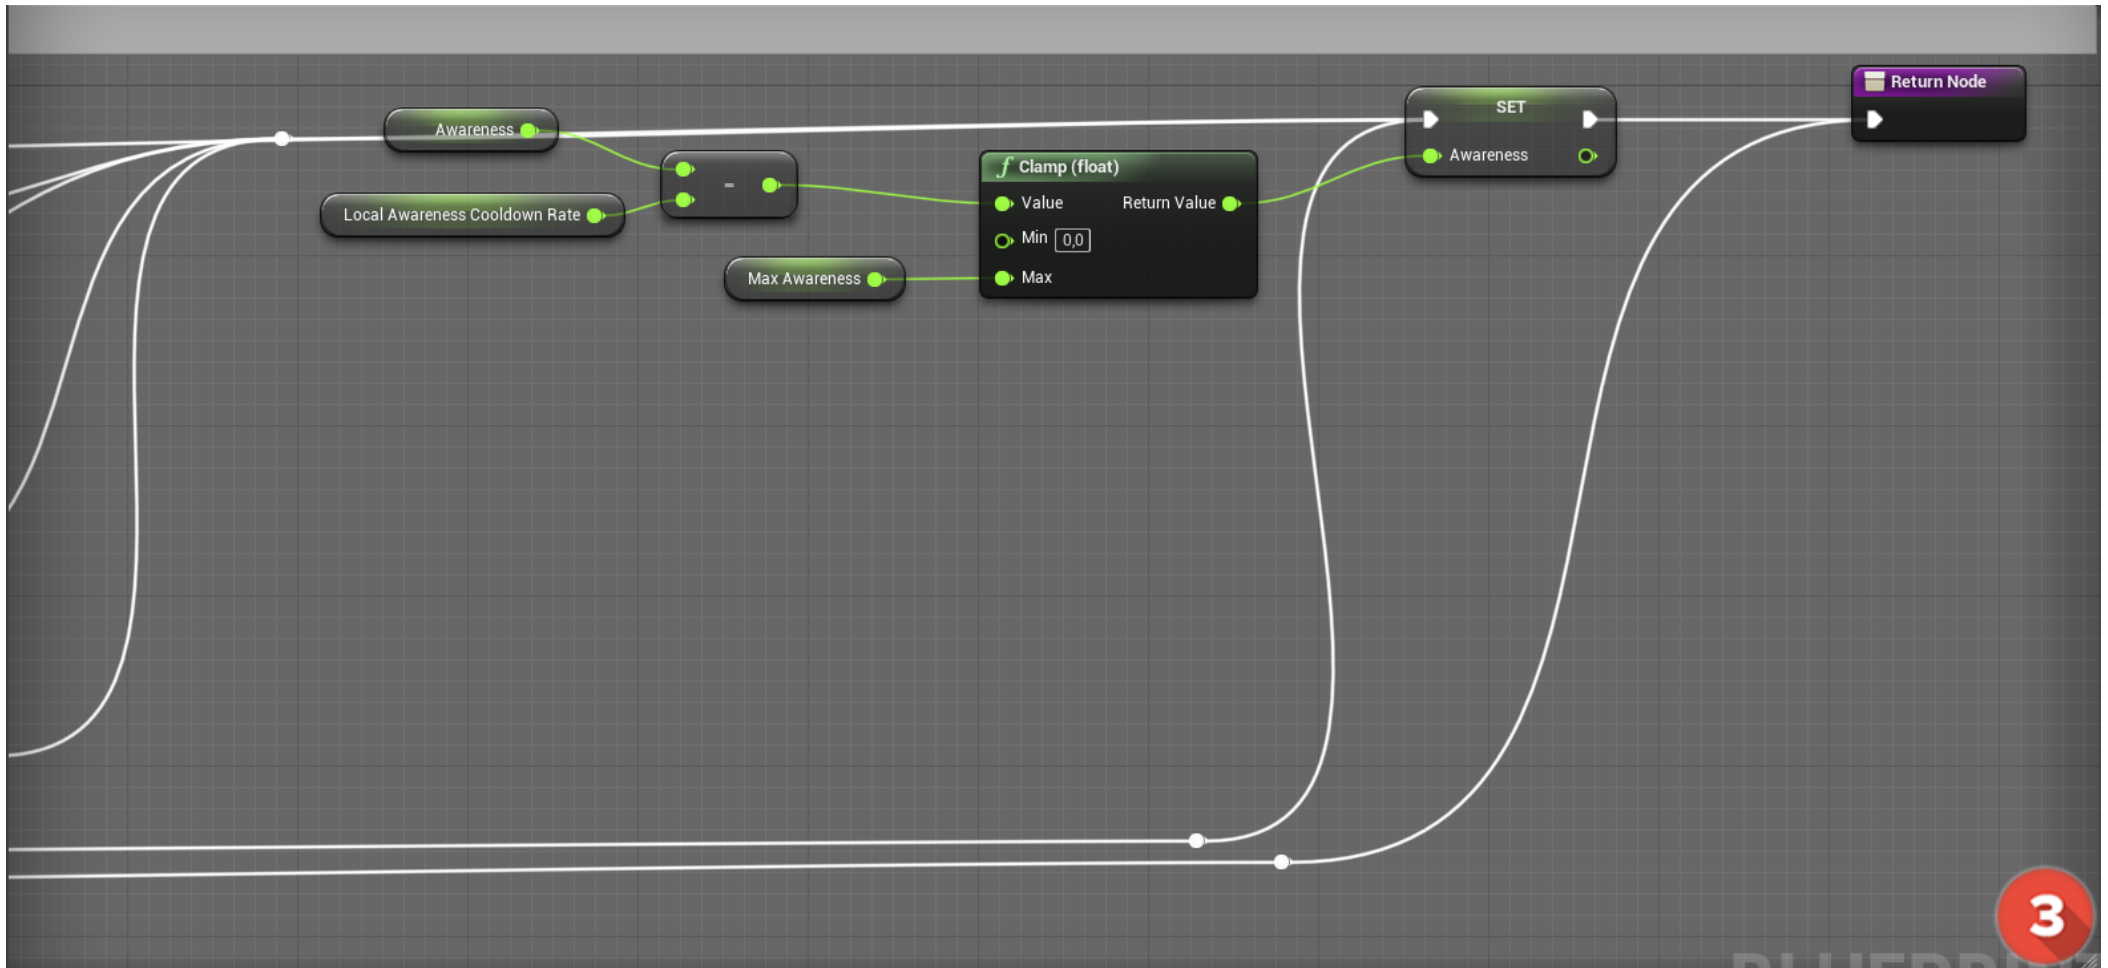 Return Node
SET
Awareness
Awareness
Clamp (float)
-
Local Awareness Cooldown Rate
Value
Return Value
Min 0,0
Max Awareness
Max
3
BLUEPRINT